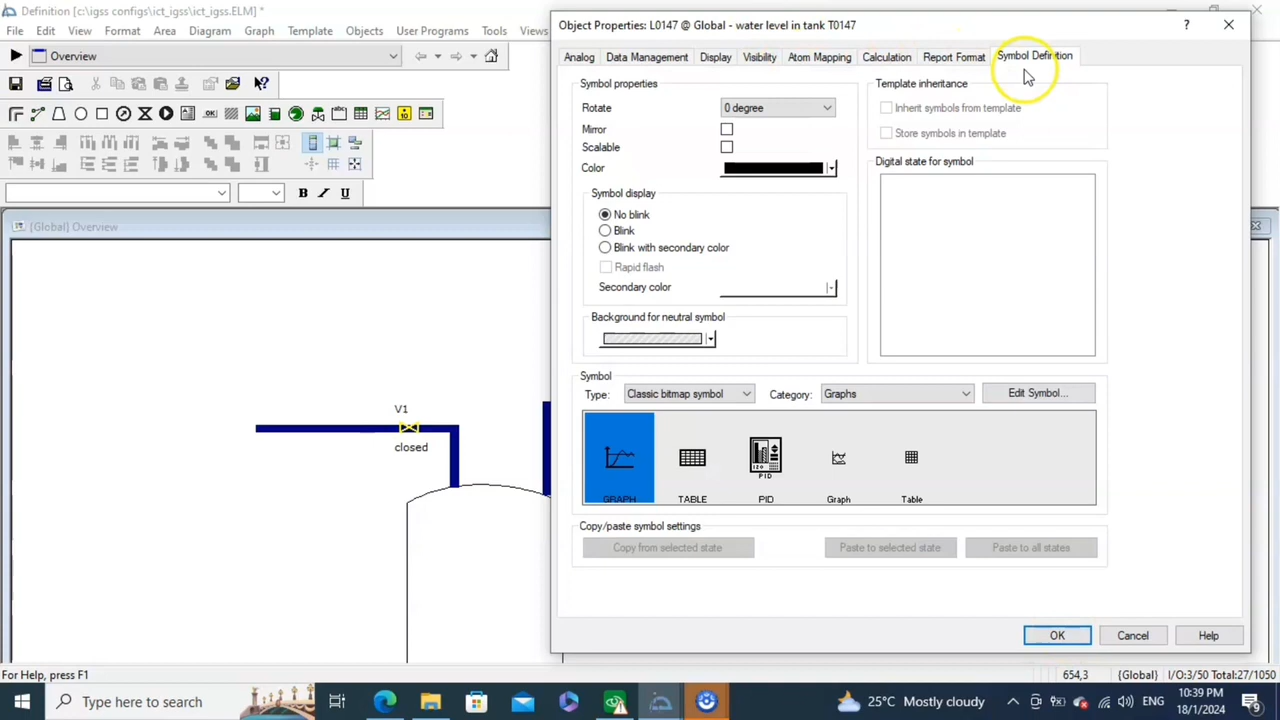 Definition [c:\igss configs\ict_igss\ict_igss.ELM] *
File Edit View Format Area Diagram Graph Template Objects User Programs Tools Views
Overview
B I U
{Global} Overview
V1
closed
Object Properties: L0147 @ Global - water level in tank T0147
Analog Data Management Display Visibility Atom Mapping Calculation Report Format Symbol Definition
Symbol properties
Rotate 0 degree
Mirror
Scalable
Color
Symbol display
No blink
Blink
Blink with secondary color
Rapid flash
Secondary color
Background for neutral symbol
Template inheritance
Inherit symbols from template
Store symbols in template
Digital state for symbol
Symbol
Type: Classic bitmap symbol Category: Graphs Edit Symbol...
PID
GRAPH TABLE PID Graph Table
Copy/paste symbol settings
Copy from selected state Paste to selected state Paste to all states
OK Cancel Help
For Help, press F1
654,3 {Global} I/O:3/50 Total:27/1050
Type here to search
25°C Mostly cloudy
ENG
10:39 PM
18/1/2024
9